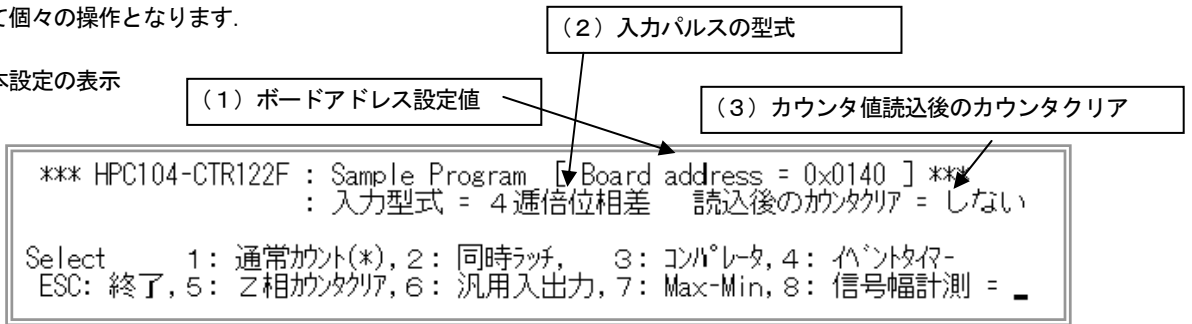 て個々の操作となります.
(2)入力パルスの型式
本設定の表示
(1)ボードアドレス設定値
(3)カウンタ値読込後のカウンタクリア
*** HPC104-CTR122F : Sample Program [ Board address = 0x0140 ] ***
: 入力型式 = 4逓倍位相差 読込後のｶｳﾝﾀｸﾘｱ = しない
Select 1: 通常ｶｳﾝﾄ(*), 2: 同時ﾗｯﾁ, 3: ｺﾝﾊﾟﾚｰﾀ, 4: ｲﾍﾞﾝﾄﾀｲﾏｰ
ESC: 終了, 5: Z相ｶｳﾝﾀｸﾘｱ, 6: 汎用入出力, 7: Max-Min, 8: 信号幅計測 = _